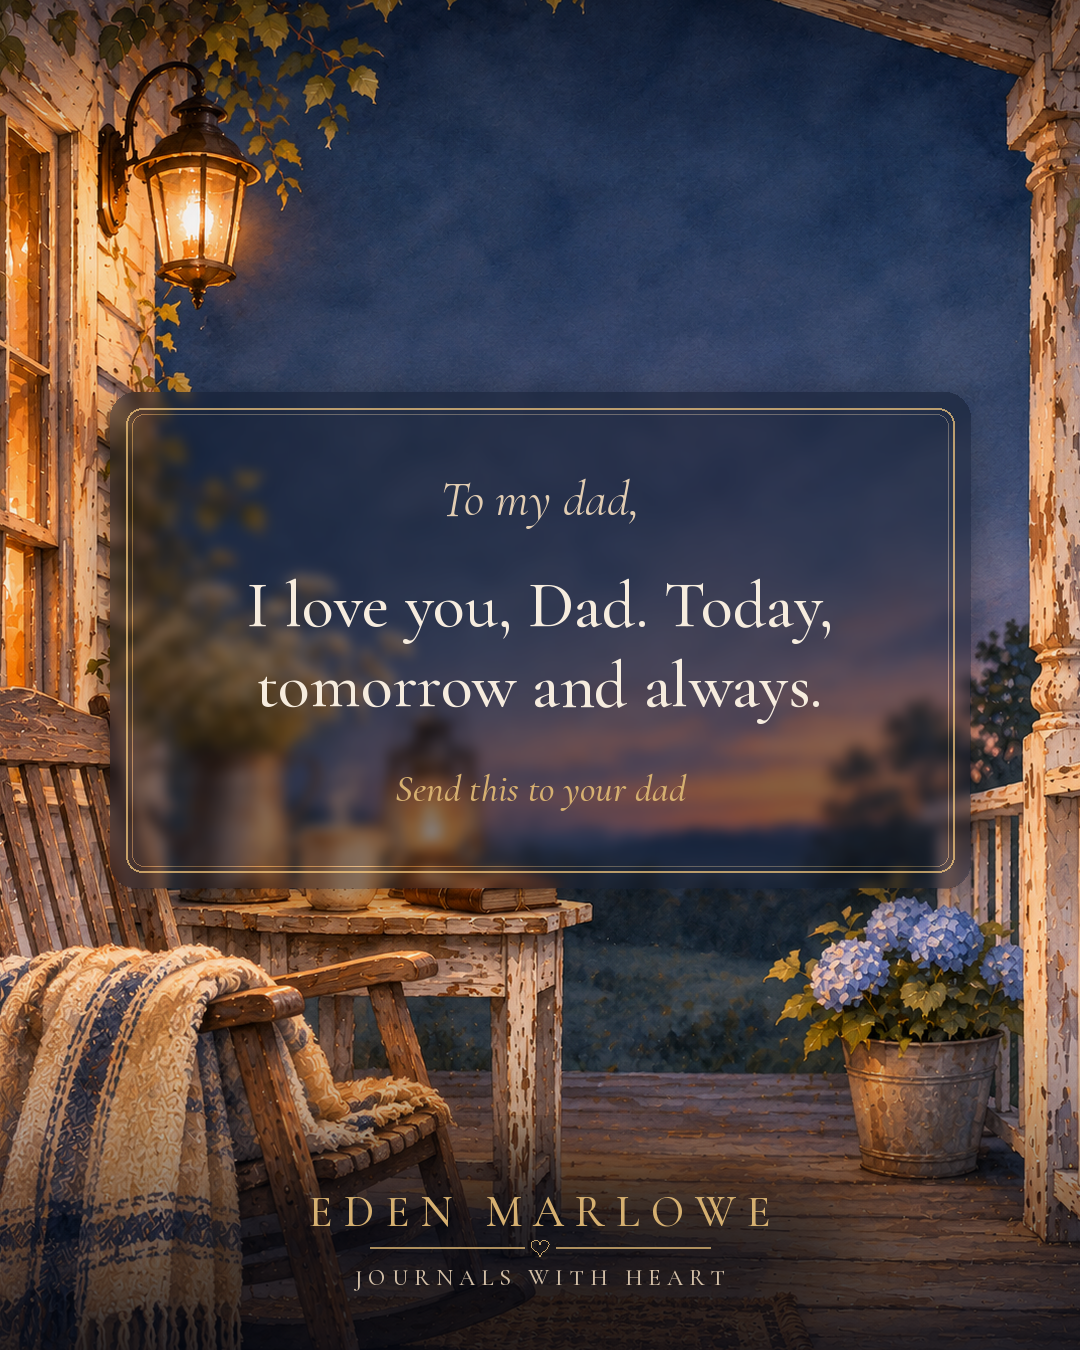 To my dad,
I love you, Dad. Today,
tomorrow and always.
Send this to your dad
EDEN MARLOWE
JOURNALS WITH HEART